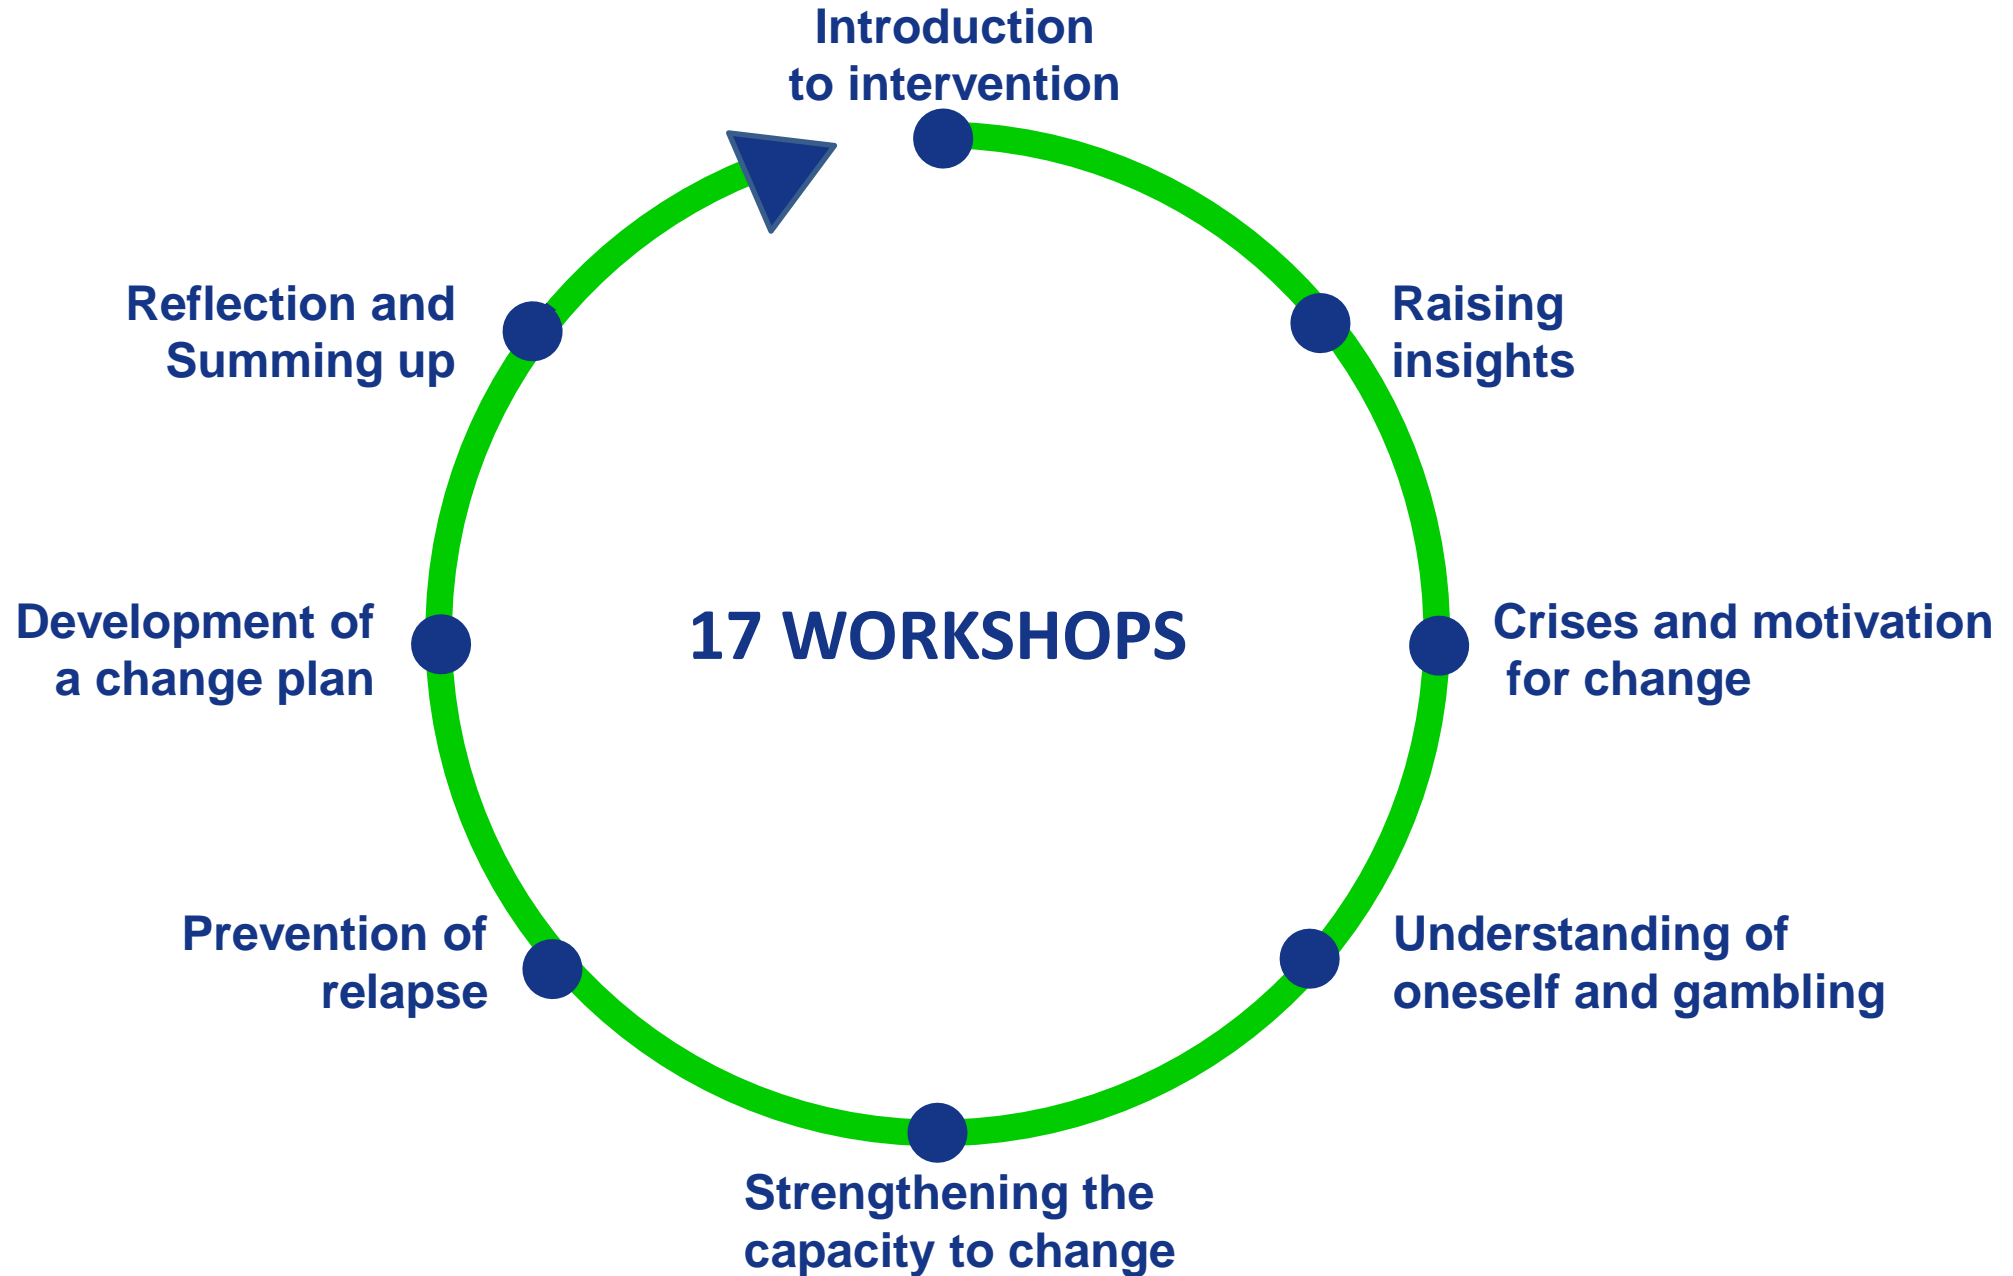 Introduction
to intervention
Raising
insights
Crises and motivation
for change
Understanding of
oneself and gambling
Strengthening the
capacity to change
Prevention of
relapse
Development of
a change plan
Reflection and
Summing up
17 WORKSHOPS